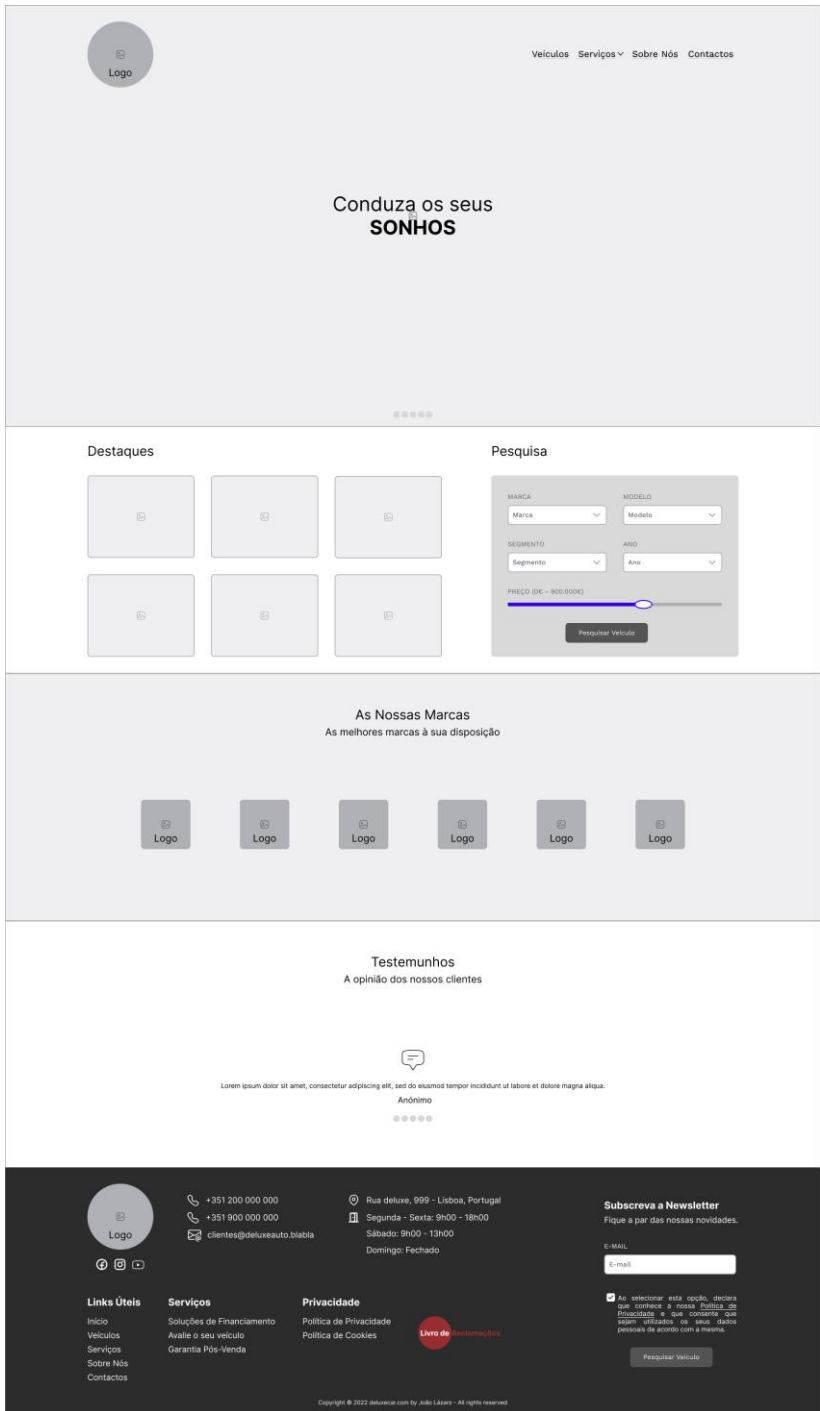 Logo
Veículos Serviços Sobre Nós Contactos
Conduza os seus
SONHOS
Destaques
Pesquisa
MARCA
MODELO
Marca
Modelo
SEGMENTO
ANO
Segmento
Ano
PREÇO (0€ - 900.000€)
Pesquisar Veículo
As Nossas Marcas
As melhores marcas à sua disposição
Logo
Logo
Logo
Logo
Logo
Logo
Testemunhos
A opinião dos nossos clientes
Lorem ipsum dolor sit amet, consectetur adipiscing elit, sed do eiusmod tempor incididunt ut labore et dolore magna aliqua.
Anónimo
Logo
+351 200 000 000
+351 900 000 000
clientes@deluxeauto.blabla
Rua deluxe, 999 - Lisboa, Portugal
Segunda - Sexta: 9h00 - 18h00
Sábado: 9h00 - 13h00
Domingo: Fechado
Subscreva a Newsletter
Fique a par das nossas novidades.
E-MAIL
E-mail
Ao selecionar esta opção, declara
que conhece a nossa Política de
Privacidade e que consente que
sejam utilizados os seus dados
pessoais de acordo com a mesma.
Pesquisar Veículo
Links Úteis
Início
Veículos
Serviços
Sobre Nós
Contactos
Serviços
Soluções de Financiamento
Avalie o seu veículo
Garantia Pós-Venda
Privacidade
Política de Privacidade
Política de Cookies
Livro de Reclamações
Copyright © 2022 deluxecar.com by João Lázaro - All rights reserved